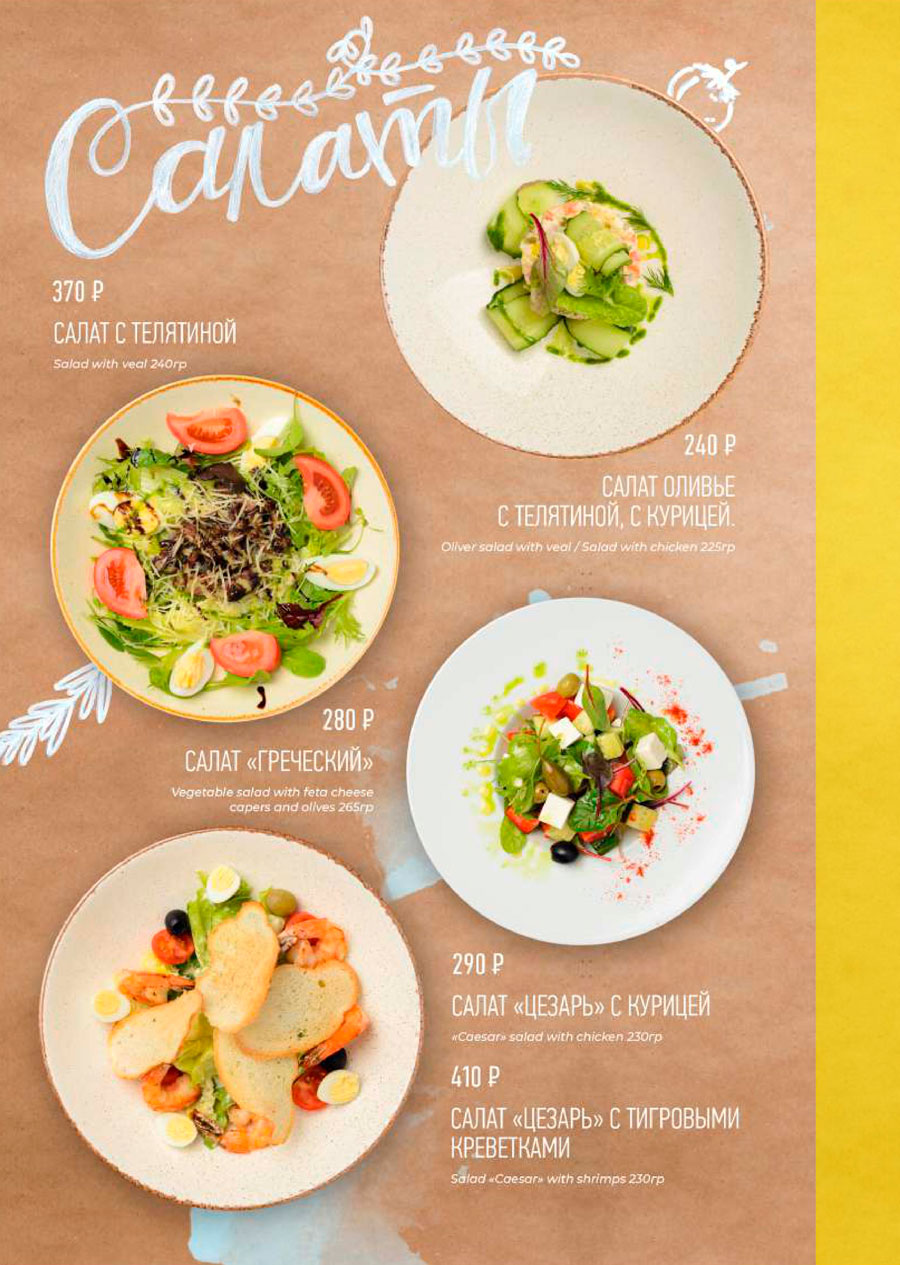 Салаты
370 ₽
САЛАТ С ТЕЛЯТИНОЙ
Salad with veal 240гр
240 ₽
САЛАТ ОЛИВЬЕ
С ТЕЛЯТИНОЙ, С КУРИЦЕЙ.
Oliver salad with veal / Salad with chicken 225гр
280 ₽
САЛАТ «ГРЕЧЕСКИЙ»
Vegetable salad with feta cheese
capers and olives 265гр
290 ₽
САЛАТ «ЦЕЗАРЬ» С КУРИЦЕЙ
«Caesar» salad with chicken 230гр
410 ₽
САЛАТ «ЦЕЗАРЬ» С ТИГРОВЫМИ
КРЕВЕТКАМИ
Salad «Caesar» with shrimps 230гр